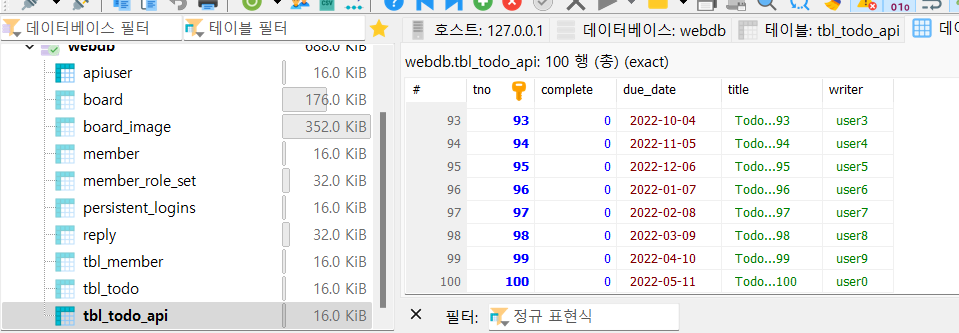 데이터베이스 필터 테이블 필터
호스트: 127.0.0.1 데이터베이스: webdb 테이블: tbl_todo_api
webdb 688.0 KiB
apiuser 16.0 KiB
board 176.0 KiB
board_image 352.0 KiB
member 16.0 KiB
member_role_set 32.0 KiB
persistent_logins 16.0 KiB
reply 32.0 KiB
tbl_member 16.0 KiB
tbl_todo 16.0 KiB
tbl_todo_api 16.0 KiB
webdb.tbl_todo_api: 100 행 (총) (exact)
# tno complete due_date title writer
93 93 0 2022-10-04 Todo...93 user3
94 94 0 2022-11-05 Todo...94 user4
95 95 0 2022-12-06 Todo...95 user5
96 96 0 2022-01-07 Todo...96 user6
97 97 0 2022-02-08 Todo...97 user7
98 98 0 2022-03-09 Todo...98 user8
99 99 0 2022-04-10 Todo...99 user9
100 100 0 2022-05-11 Todo...100 user0
필터: 정규 표현식